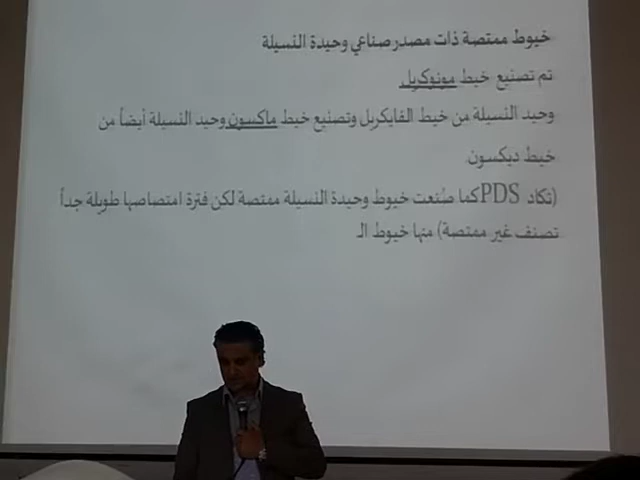 خيوط ممتصة ذات مصدر صناعي وحيدة النسيلة
تم تصنيع خيط مونوكريل
وحيد النسيلة من خيط الفايكريل وتصنيع خيط ماكسون وحيد النسيلة أيضاً من
خيط ديكسون
(تكاد PDS كما صُنعت خيوط وحيدة النسيلة ممتصة لكن فترة امتصاصها طويلة جداً
تصنف غير ممتصة) منها خيوط الـ